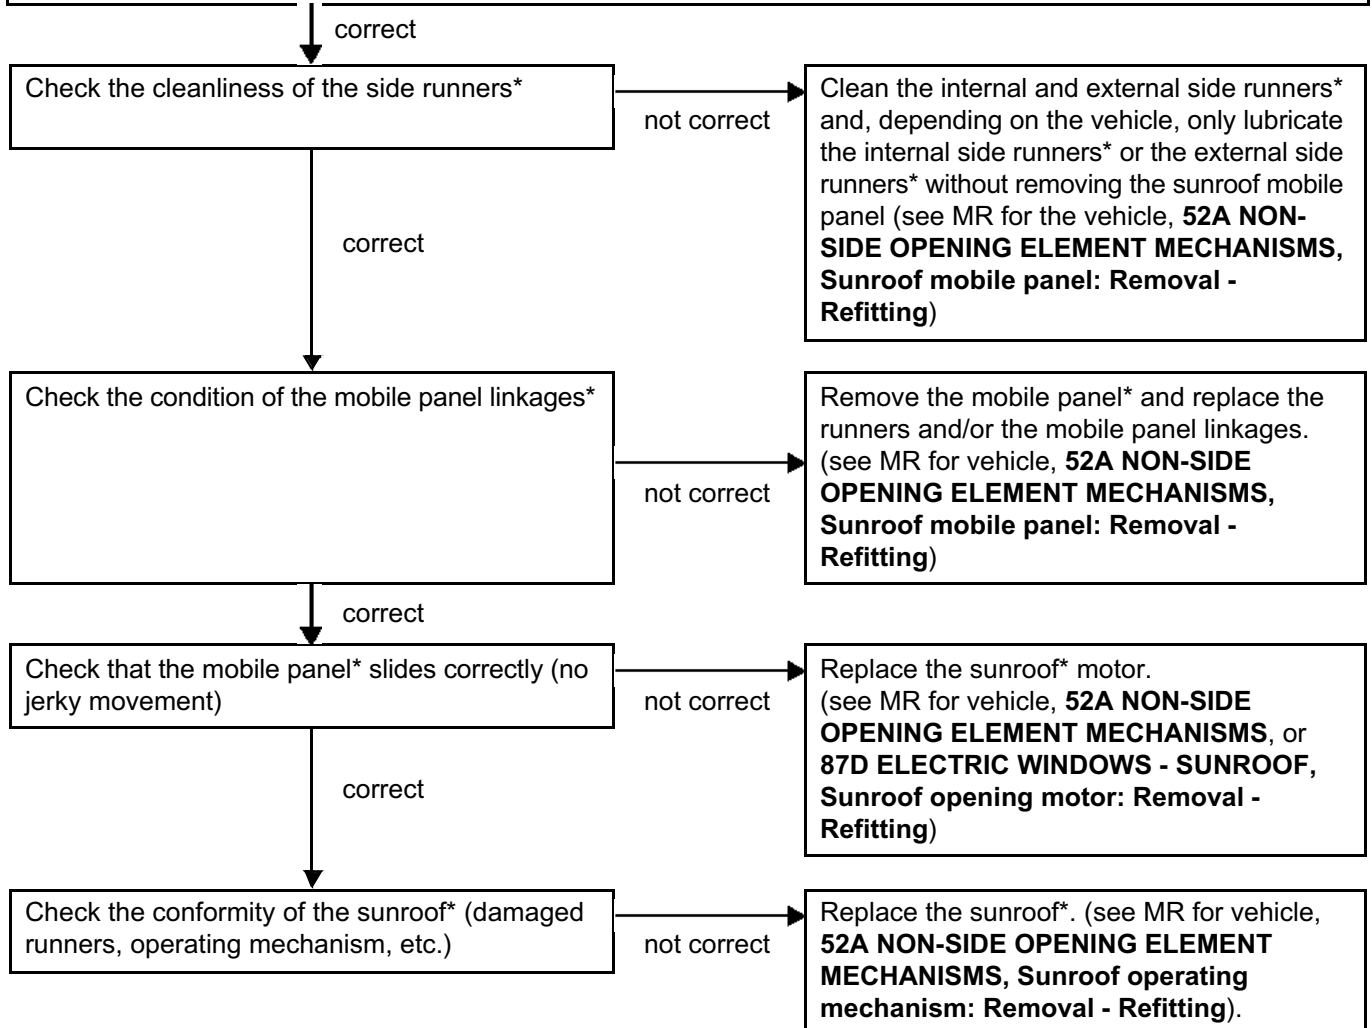 correct
Check the cleanliness of the side runners*
not correct
Clean the internal and external side runners*
and, depending on the vehicle, only lubricate
the internal side runners* or the external side
runners* without removing the sunroof mobile
panel (see MR for the vehicle, 52A NON-
SIDE OPENING ELEMENT MECHANISMS,
Sunroof mobile panel: Removal -
Refitting)
correct
Check the condition of the mobile panel linkages*
not correct
Remove the mobile panel* and replace the
runners and/or the mobile panel linkages.
(see MR for vehicle, 52A NON-SIDE
OPENING ELEMENT MECHANISMS,
Sunroof mobile panel: Removal -
Refitting)
correct
Check that the mobile panel* slides correctly (no
jerky movement)
not correct
Replace the sunroof* motor.
(see MR for vehicle, 52A NON-SIDE
OPENING ELEMENT MECHANISMS, or
87D ELECTRIC WINDOWS - SUNROOF,
Sunroof opening motor: Removal -
Refitting)
correct
Check the conformity of the sunroof* (damaged
runners, operating mechanism, etc.)
not correct
Replace the sunroof*. (see MR for vehicle,
52A NON-SIDE OPENING ELEMENT
MECHANISMS, Sunroof operating
mechanism: Removal - Refitting).